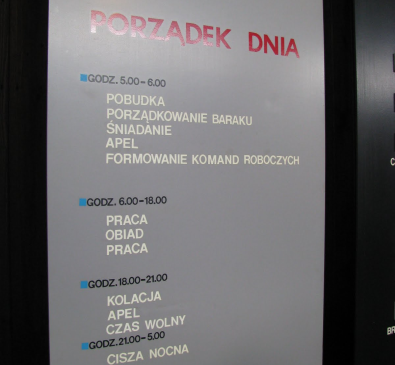 PORZĄDEK DNIA
GODZ. 5.00-6.00
POBUDKA
PORZĄDKOWANIE BARAKU
ŚNIADANIE
APEL
FORMOWANIE KOMAND ROBOCZYCH
GODZ. 6.00-18.00
PRACA
OBIAD
PRACA
GODZ. 18.00-21.00
KOLACJA
APEL
CZAS WOLNY
GODZ. 21.00-5.00
CISZA NOCNA